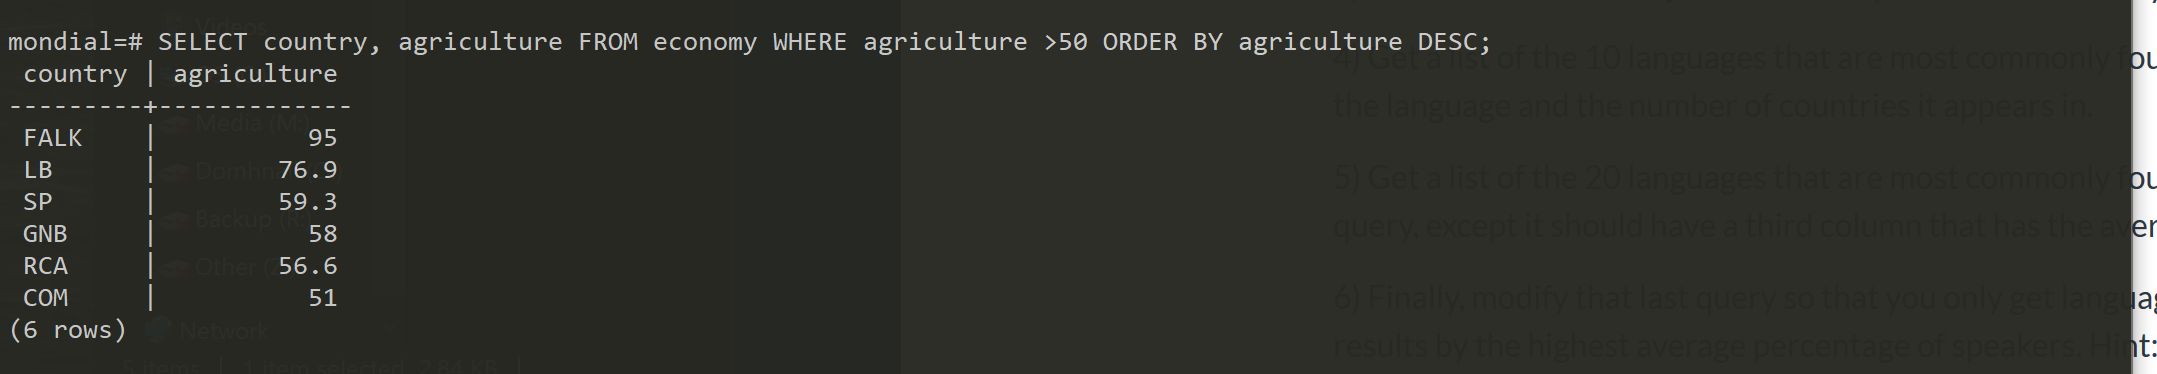 Videos
mondial=# SELECT country, agriculture FROM economy WHERE agriculture >50 ORDER BY agriculture DESC;
country | agriculture
---------+-------------
FALK | 95
LB | 76.9
SP | 59.3
GNB | 58
RCA | 56.6
COM | 51
(6 rows)
Media (M:)
Backup (R:)
Other
Network
5 items | 1 item selected 2.84 KB |
4) Get a list of the 10 languages that are most commonly fou
the language and the number of countries it appears in.
5) Get a list of the 20 languages that are most commonly fou
query, except it should have a third column that has the aver
6) Finally, modify that last query so that you only get languag
results by the highest average percentage of speakers. Hint: